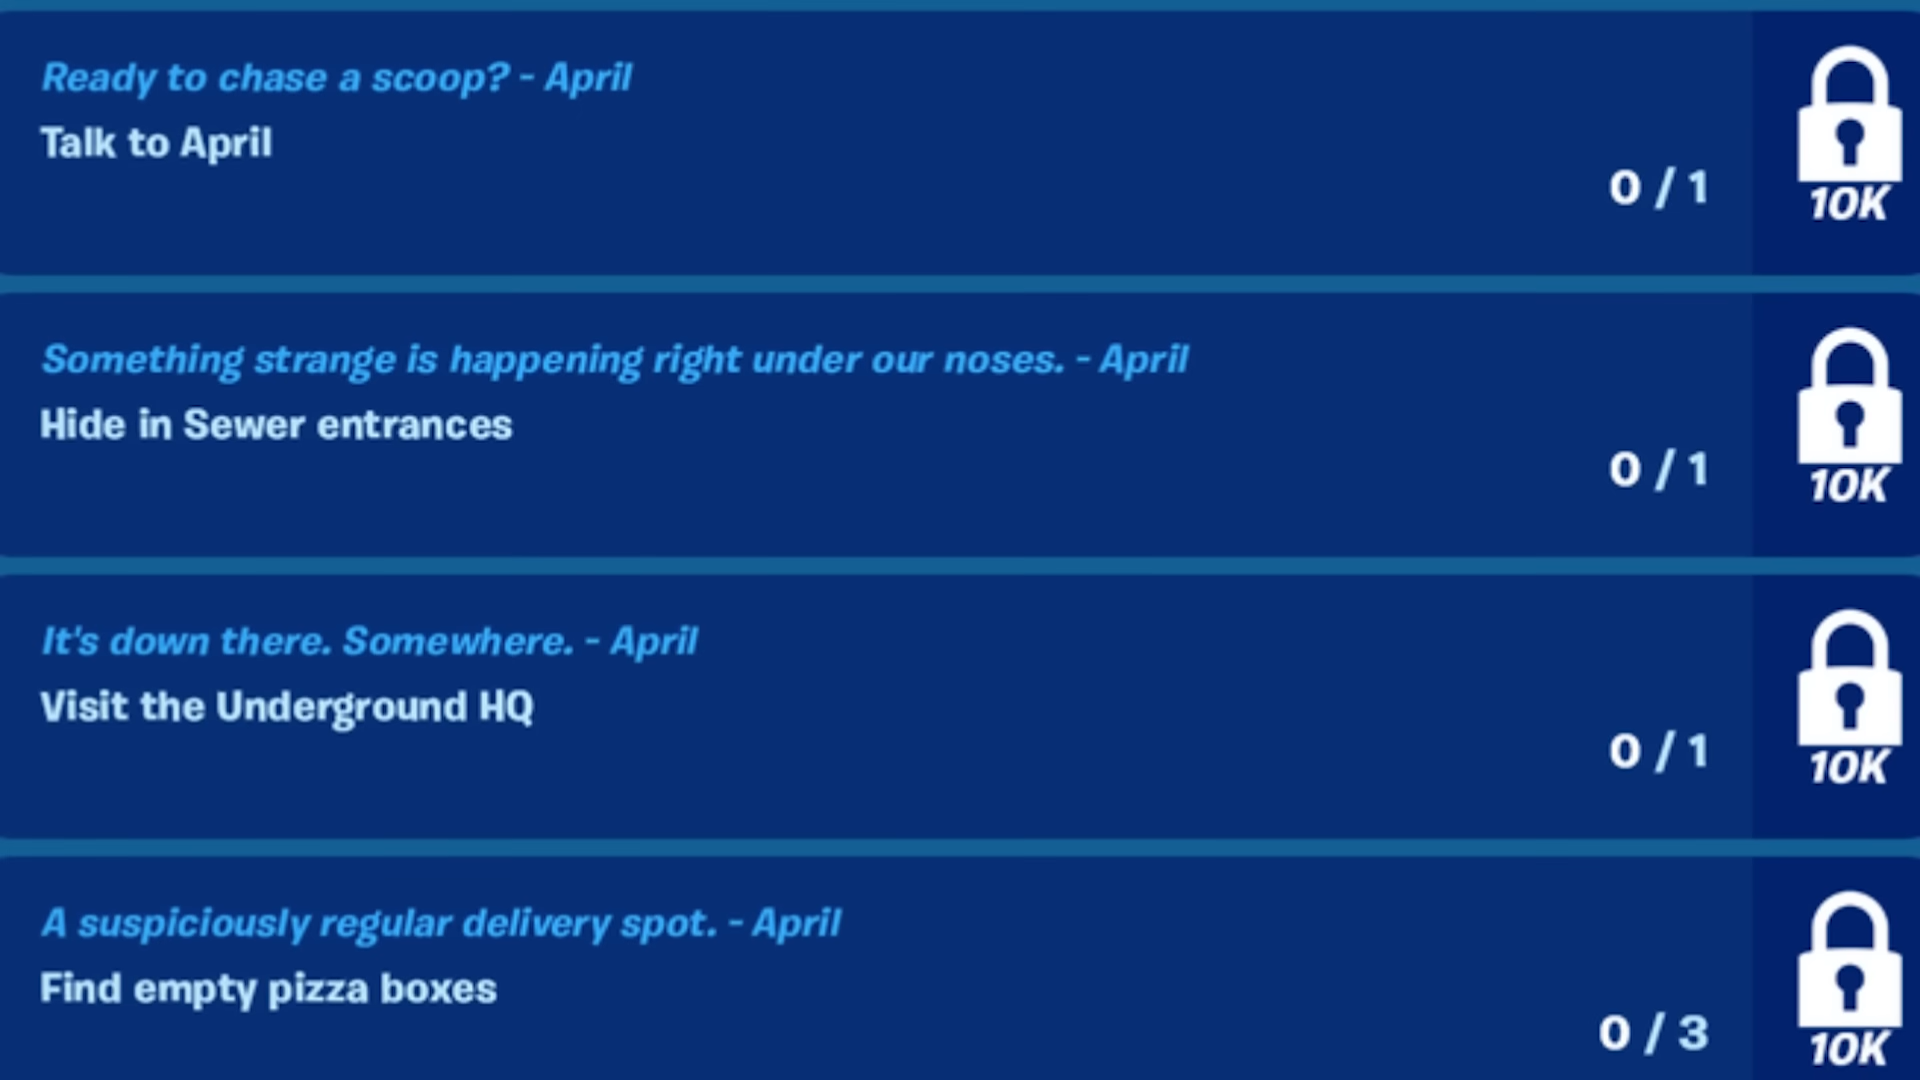 Ready to chase a scoop? - April
Talk to April
0 / 1
10K
Something strange is happening right under our noses. - April
Hide in Sewer entrances
0 / 1
10K
It's down there. Somewhere. - April
Visit the Underground HQ
0 / 1
10K
A suspiciously regular delivery spot. - April
Find empty pizza boxes
0 / 3
10K